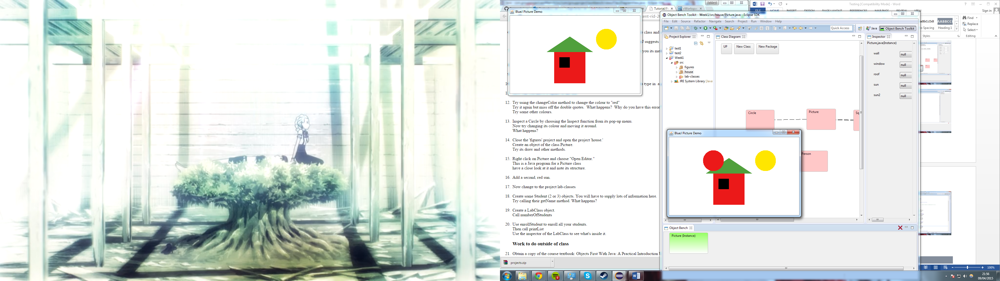 Ashhad
Tutorial/P
vWorkspa
tent-rid-20
BlueJ Picture Demo
e class and
J suggests
you its me
o type in a
12. Try using the changeColor method to change the colour to "red"
Try it again but miss off the double quotes. What happens? Why do you have this error
Try some other colours.
13. Inspect a Circle by choosing the Inspect function from its pop-up menu.
Now try changing its colour and moving it around.
What happens?
14. Close the 'figures' project and open the project 'house.'
Create an object of the class Picture.
Try its draw and other methods.
15. Right click on Picture and choose "Open Editor."
This is a Java program for a Picture class
have a close look at it and note its structure.
16. Add a second, red sun.
17. Now change to the project lab-classes
18. Create some Student (2 or 3) objects. You will have to supply lots of information here.
Try calling their getName method. What happens?
19. Create a LabClass object.
Call numberOfStudents
20. Use enrollStudent to enroll all your students.
Then call printList
Use the inspector of the LabClass to see what's inside it.
Work to do outside of class
21. Obtain a copy of the course textbook: Objects First With Java: A Practical Introduction U
projects.zip
Object Bench Toolkit - Week1/src/house/Picture.java - Eclipse SDK
File Edit Source Refactor Navigate Search Project Run Window Help
Quick Access
Java
Object Bench Toolkit
Project Explorer
test1
test2
Week1
src
figures
house
lab-classes
JRE System Library [Java
Class Diagram
UP
New Class
New Package
Circle
Picture
Sq
Person
BlueJ Picture Demo
Inspector
Picture.java(Instance)
wall null
window null
roof null
sun null
sun2 null
Object Bench
Picture (Instance)
Testing [Compatibility Mode] - Word
FILE HOME INSERT DESIGN PAGE LAYOUT REFERENCES MAILINGS REVIEW VIEW
Sign in
aBbCcDdI
AABBCC
o Spacing
Heading 1
Styles
Find
Replace
Select
Editing
100%
5
21:56
09/04/2015